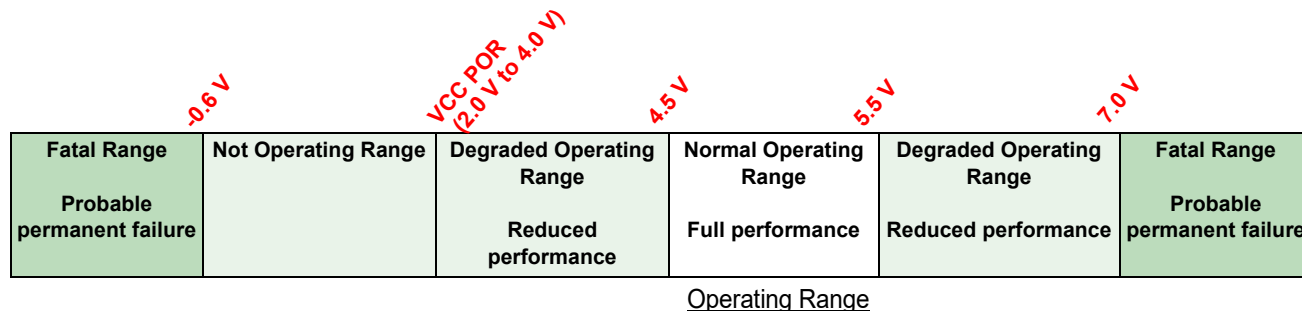 -0.6 V
VCC POR
(2.0 V to 4.0 V)
4.5 V
5.5 V
7.0 V
Fatal Range
Probable
permanent failure
Not Operating Range
Degraded Operating
Range
Reduced
performance
Normal Operating
Range
Full performance
Degraded Operating
Range
Reduced performance
Fatal Range
Probable
permanent failure
Operating Range